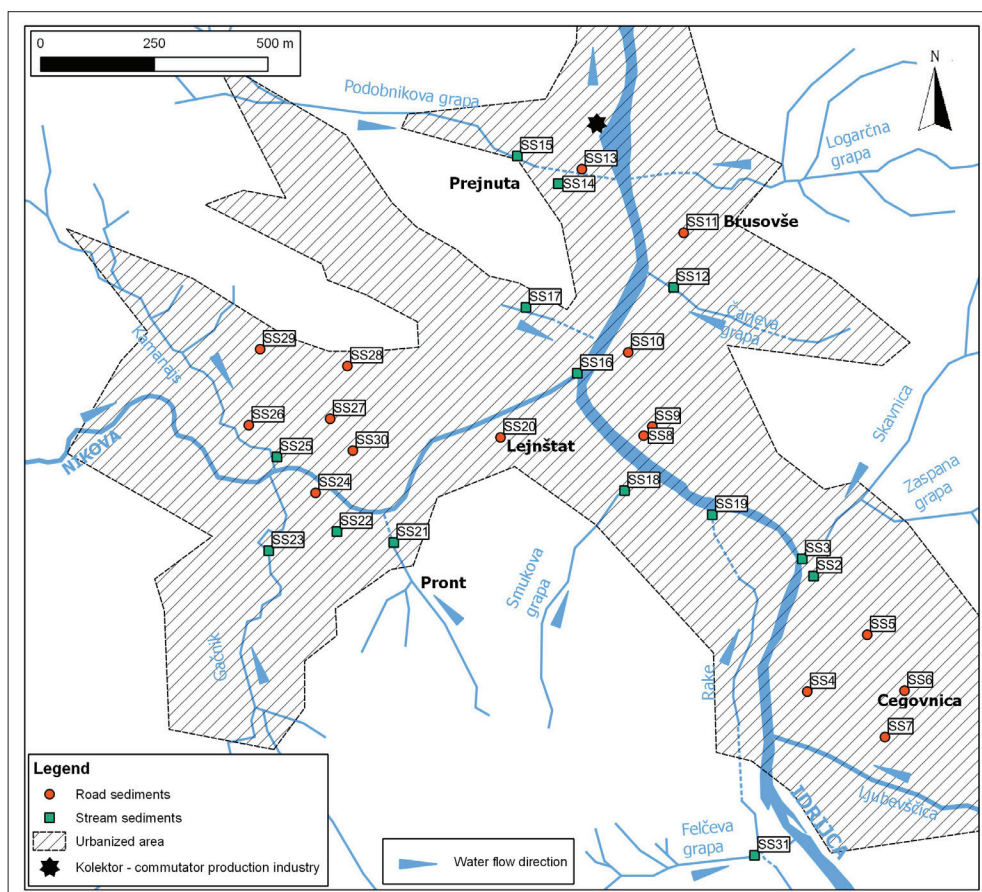 0 250 500 m
N
Podobnikova grapa
Logarčna
grapa
SS15
SS13
SS14
Prejnuta
SS11
Brusovše
SS12
SS17
Čarjeva
grapa
Kamanajs
SS29
SS28
SS10
SS16
Skavnica
SS26
SS27
SS9
SS8
SS20
Lejnštat
SS30
SS25
NIKOVA
Zaspana
grapa
SS24
SS18
SS19
SS22
SS21
SS23
SS3
SS2
Pront
Smukova
grapa
SS5
Gačnik
Rake
SS4
SS6
Cegovnica
SS7
Ljubevščica
IDRIJCA
Felčeva
grapa
SS31
Legend
Road sediments
Stream sediments
Urbanized area
Kolektor - commutator production industry
Water flow direction